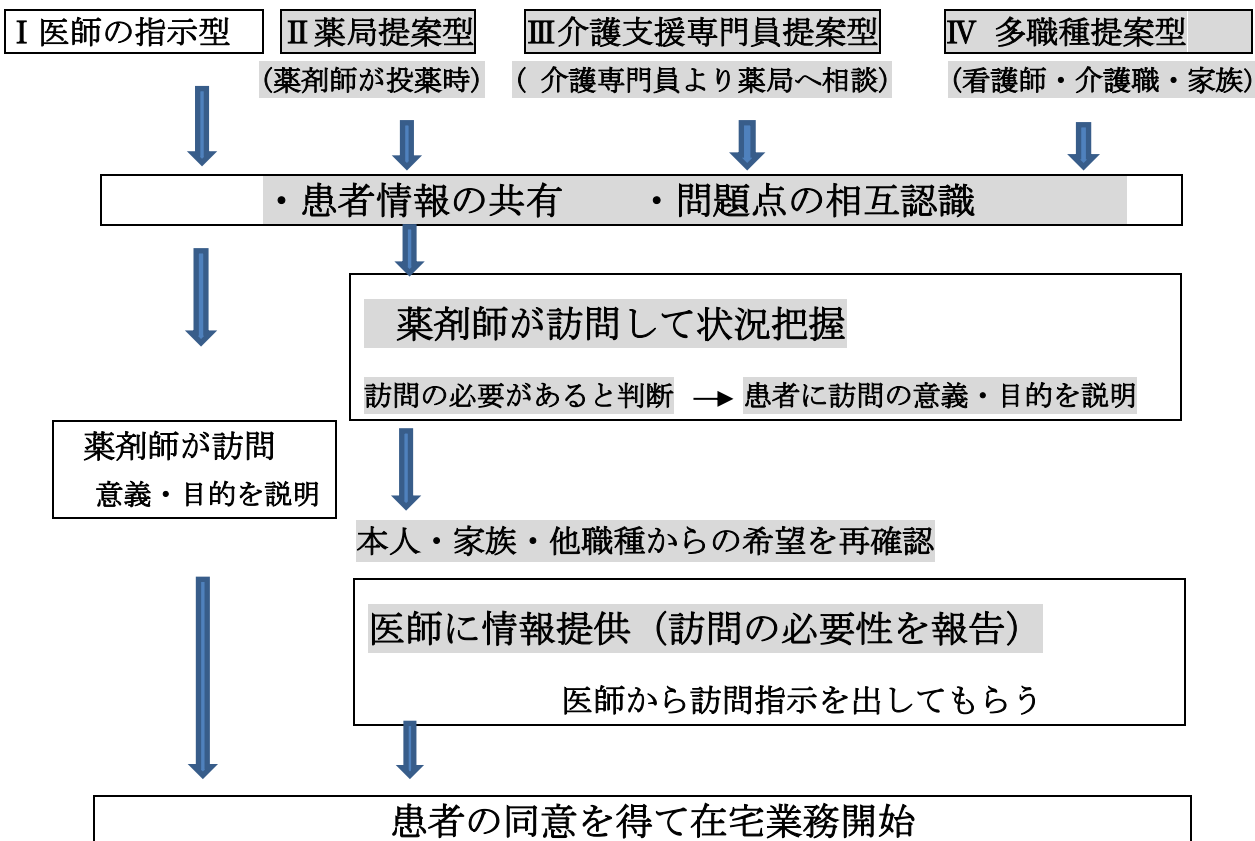 Ⅰ医師の指示型 Ⅱ薬局提案型 Ⅲ介護支援専門員提案型 Ⅳ 多職種提案型
(薬剤師が投薬時) ( 介護専門員より薬局へ相談) (看護師・介護職・家族)
・患者情報の共有 ・問題点の相互認識
薬剤師が訪問して状況把握
訪問の必要があると判断 → 患者に訪問の意義・目的を説明
薬剤師が訪問
意義・目的を説明
本人・家族・他職種からの希望を再確認
医師に情報提供（訪問の必要性を報告）
医師から訪問指示を出してもらう
患者の同意を得て在宅業務開始